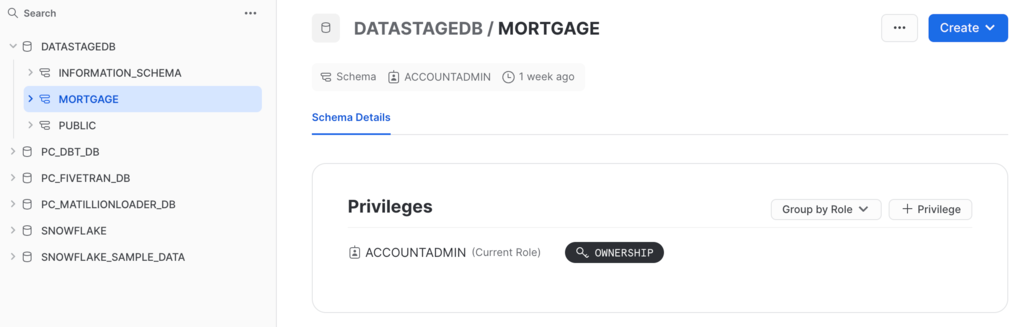 Search
DATASTAGEDB
INFORMATION_SCHEMA
MORTGAGE
PUBLIC
PC_DBT_DB
PC_FIVETRAN_DB
PC_MATILLIONLOADER_DB
SNOWFLAKE
SNOWFLAKE_SAMPLE_DATA
DATASTAGEDB / MORTGAGE
Create
Schema ACCOUNTADMIN 1 week ago
Schema Details
Privileges
Group by Role + Privilege
ACCOUNTADMIN (Current Role) OWNERSHIP